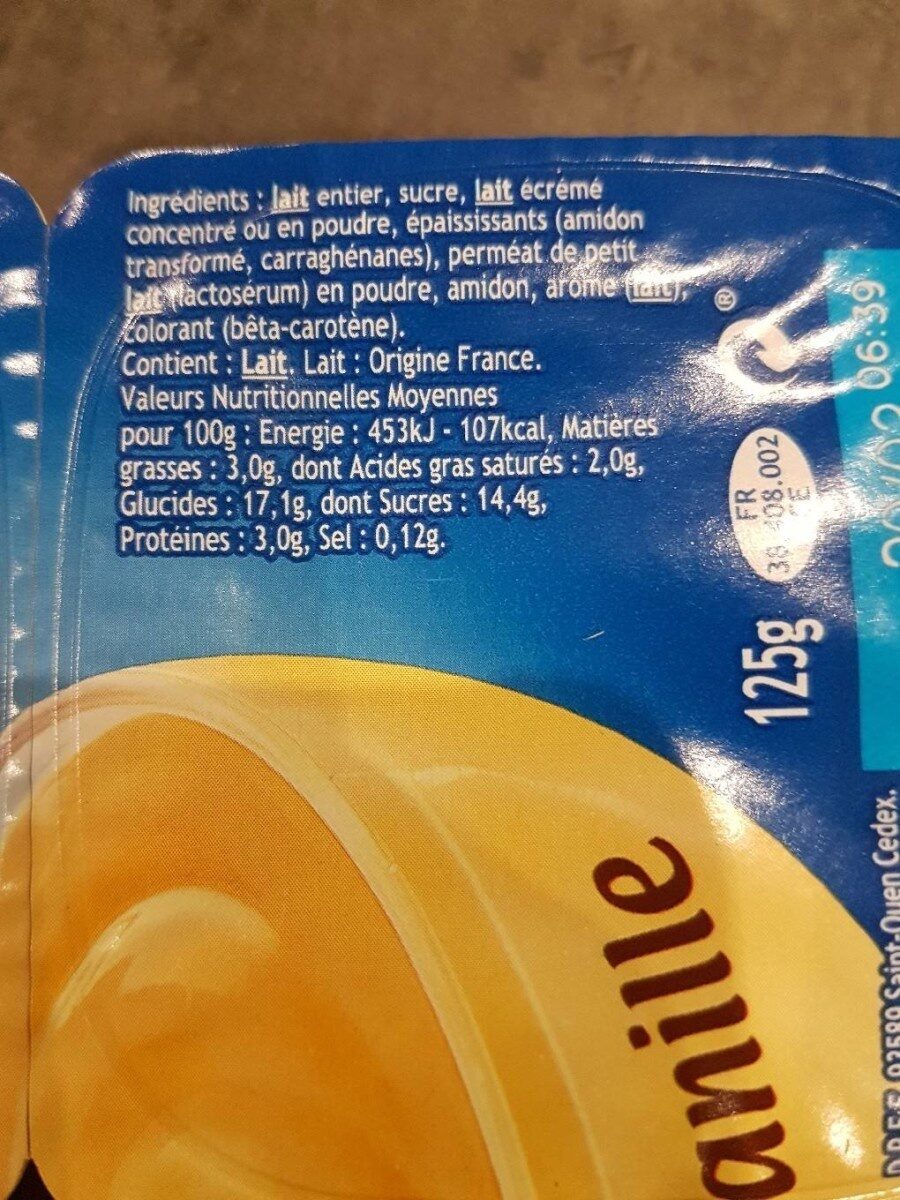 Ingrédients : lait entier, sucre, lait écrémé
concentré ou en poudre, épaississants (amidon
transformé, carraghénanes), perméat de petit
lait (lactosérum) en poudre, amidon, arôme (lait),
colorant (bêta-carotène).
Contient : Lait. Lait : Origine France.
Valeurs Nutritionnelles Moyennes
pour 100g : Energie : 453kJ - 107kcal, Matières
grasses : 3,0g, dont Acides gras saturés : 2,0g,
Glucides : 17,1g, dont Sucres : 14,4g,
Protéines : 3,0g, Sel : 0,12g.
®
FR
408.002
125g
06:39
anille
92589 Saint-Ouen Cedex.